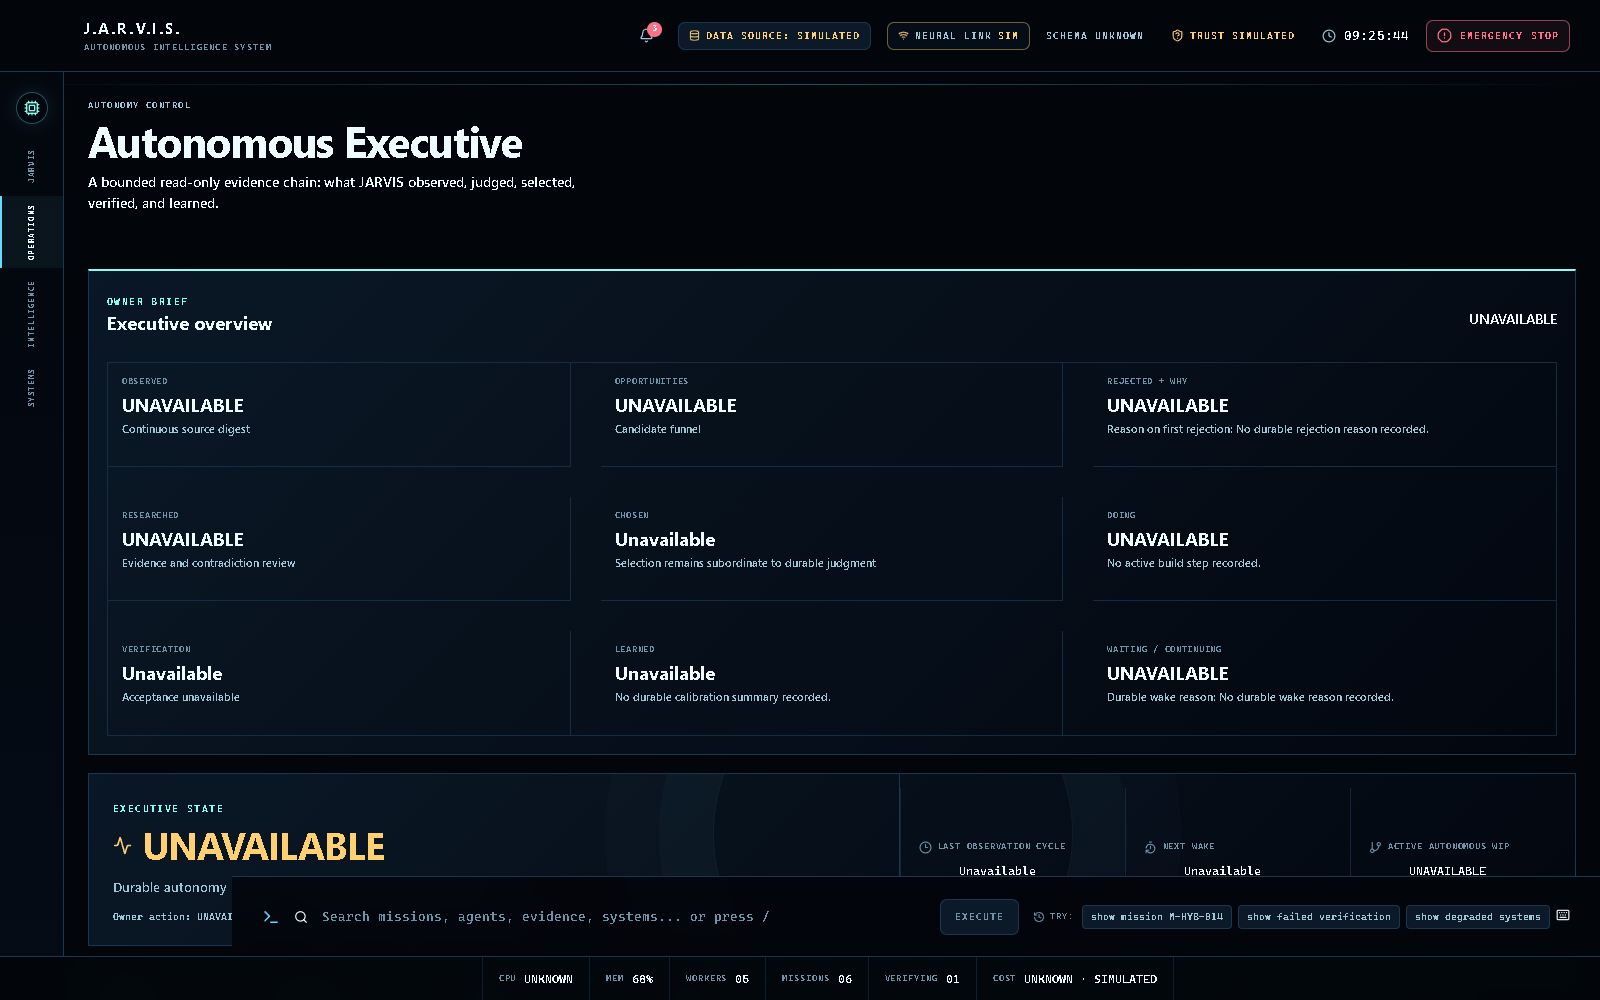 J.A.R.V.I.S.
AUTONOMOUS INTELLIGENCE SYSTEM
3
DATA SOURCE: SIMULATED
NEURAL LINK SIM
SCHEMA UNKNOWN
TRUST SIMULATED
09:25:44
EMERGENCY STOP
JARVIS
OPERATIONS
INTELLIGENCE
SYSTEMS
AUTONOMY CONTROL
Autonomous Executive
A bounded read-only evidence chain: what JARVIS observed, judged, selected,
verified, and learned.
OWNER BRIEF
Executive overview
UNAVAILABLE
OBSERVED
UNAVAILABLE
Continuous source digest
OPPORTUNITIES
UNAVAILABLE
Candidate funnel
REJECTED + WHY
UNAVAILABLE
Reason on first rejection: No durable rejection reason recorded.
RESEARCHED
UNAVAILABLE
Evidence and contradiction review
CHOSEN
Unavailable
Selection remains subordinate to durable judgment
DOING
UNAVAILABLE
No active build step recorded.
VERIFICATION
Unavailable
Acceptance unavailable
LEARNED
Unavailable
No durable calibration summary recorded.
WAITING / CONTINUING
UNAVAILABLE
Durable wake reason: No durable wake reason recorded.
EXECUTIVE STATE
UNAVAILABLE
Durable autonomy
Owner action: UNAVAI
LAST OBSERVATION CYCLE
Unavailable
NEXT WAKE
Unavailable
ACTIVE AUTONOMOUS WIP
UNAVAILABLE
Search missions, agents, evidence, systems... or press /
EXECUTE
TRY:
show mission M-HYB-014
show failed verification
show degraded systems
CPU UNKNOWN
MEM 68%
WORKERS 05
MISSIONS 06
VERIFYING 01
COST UNKNOWN · SIMULATED